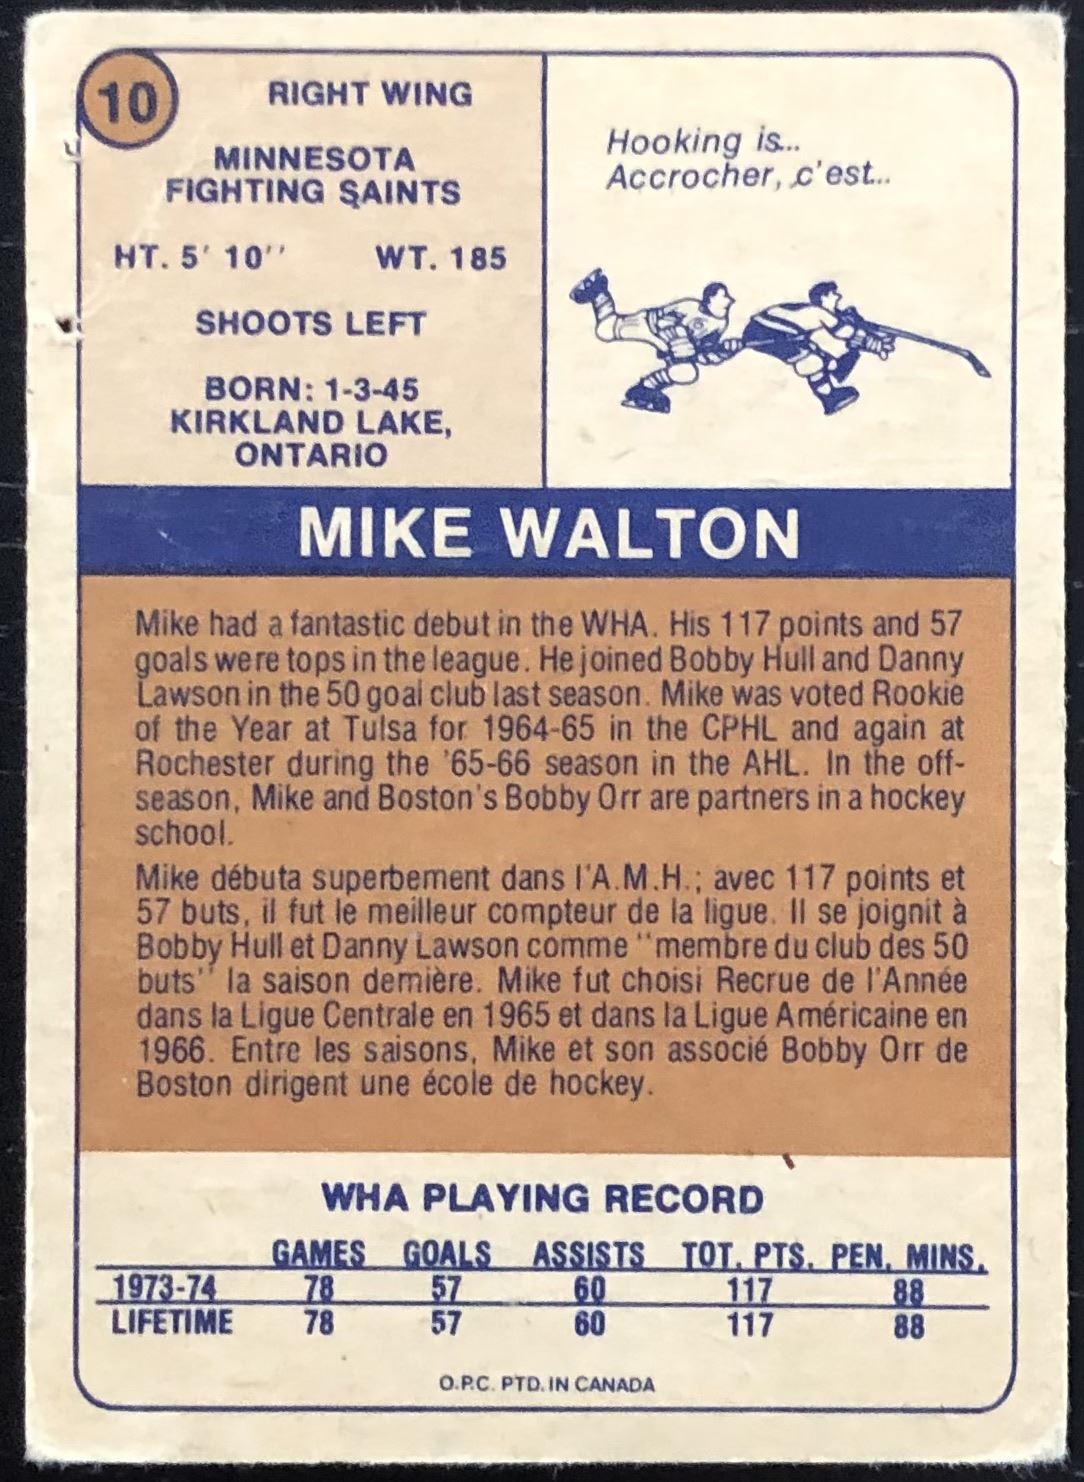 10
RIGHT WING
MINNESOTA
FIGHTING SAINTS
HT. 5' 10'' WT. 185
SHOOTS LEFT
BORN: 1-3-45
KIRKLAND LAKE,
ONTARIO
Hooking is...
Accrocher, c'est...
MIKE WALTON
Mike had a fantastic debut in the WHA. His 117 points and 57
goals were tops in the league. He joined Bobby Hull and Danny
Lawson in the 50 goal club last season. Mike was voted Rookie
of the Year at Tulsa for 1964-65 in the CPHL and again at
Rochester during the '65-66 season in the AHL. In the off-
season, Mike and Boston's Bobby Orr are partners in a hockey
school.
Mike débuta superbement dans l'A.M.H.; avec 117 points et
57 buts, il fut le meilleur compteur de la ligue. Il se joignit à
Bobby Hull et Danny Lawson comme ''membre du club des 50
buts'' la saison dernière. Mike fut choisi Recrue de l'Année
dans la Ligue Centrale en 1965 et dans la Ligue Américaine en
1966. Entre les saisons, Mike et son associé Bobby Orr de
Boston dirigent une école de hockey.
WHA PLAYING RECORD
GAMES GOALS ASSISTS TOT. PTS. PEN. MINS.
1973-74 78 57 60 117 88
LIFETIME 78 57 60 117 88
O.P.C. PTD. IN CANADA